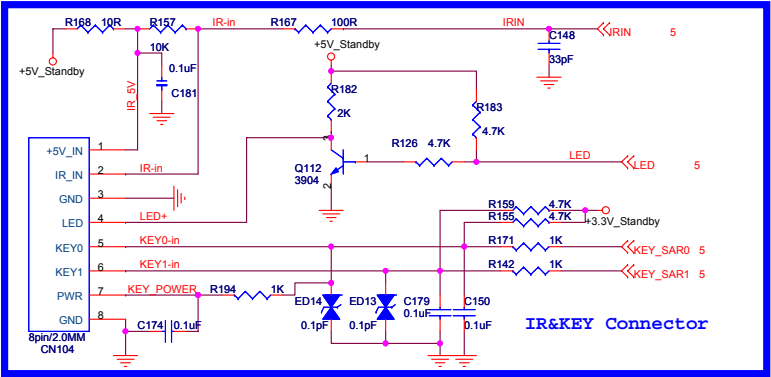 R168 10R R157 IR-in R167 100R IRIN IRIN 5
+5V_Standby 10K +5V_Standby C148
33pF
0.1uF
C181
IR_5V
R182
2K
R183
4.7K
R126 4.7K
LED LED 5
Q112
3904
1
2
3
+5V_IN 1
IR_IN 2 IR-in
GND 3
LED 4 LED+
KEY0 5 KEY0-in
KEY1 6 KEY1-in
PWR 7 KEY_POWER R194 1K
GND 8
8pin/2.0MM
CN104
C174 0.1uF
R159 4.7K
R155 4.7K
+3.3V_Standby
R171 1K KEY_SAR0 5
R142 1K KEY_SAR1 5
ED14
0.1pF
ED13
0.1pF
C179
0.1uF
C150
0.1uF
IR&KEY Connector